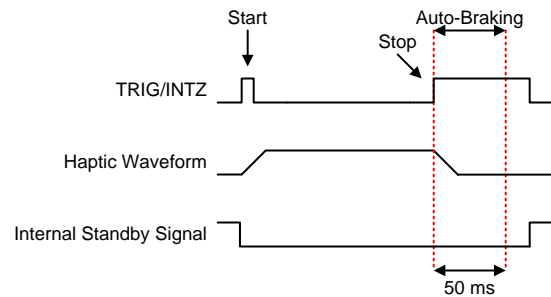 Start
Auto-Braking
Stop
TRIG/INTZ
Haptic Waveform
Internal Standby Signal
50 ms